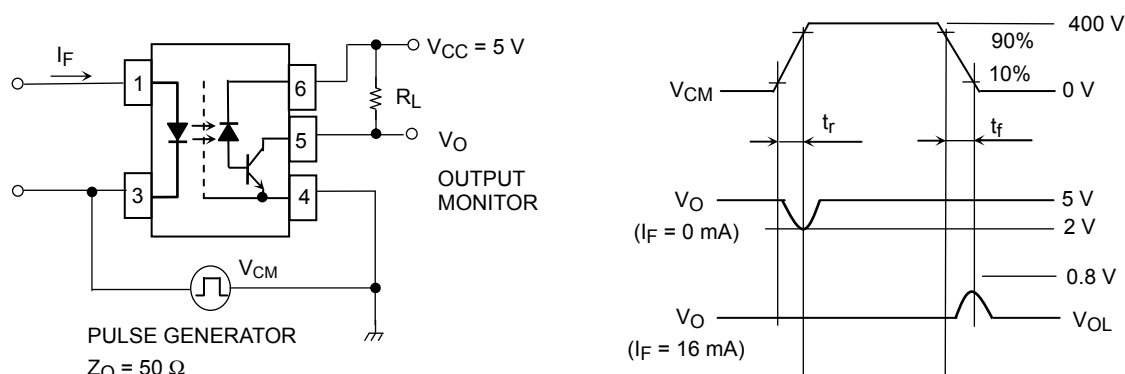 IF
1
3
6
5
4
VCC = 5 V
RL
VO
OUTPUT
MONITOR
VCM
PULSE GENERATOR
ZO = 50 Ω
400 V
90%
10%
VCM
0 V
tr
tf
VO
5 V
(IF = 0 mA)
2 V
0.8 V
VO
VOL
(IF = 16 mA)